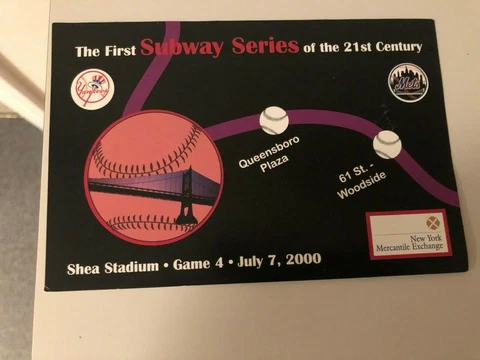 The First Subway Series of the 21st Century
Yankees
Mets
Queensboro
Plaza
61 St. -
Woodside
New York
Mercantile Exchange
Shea Stadium • Game 4 • July 7, 2000